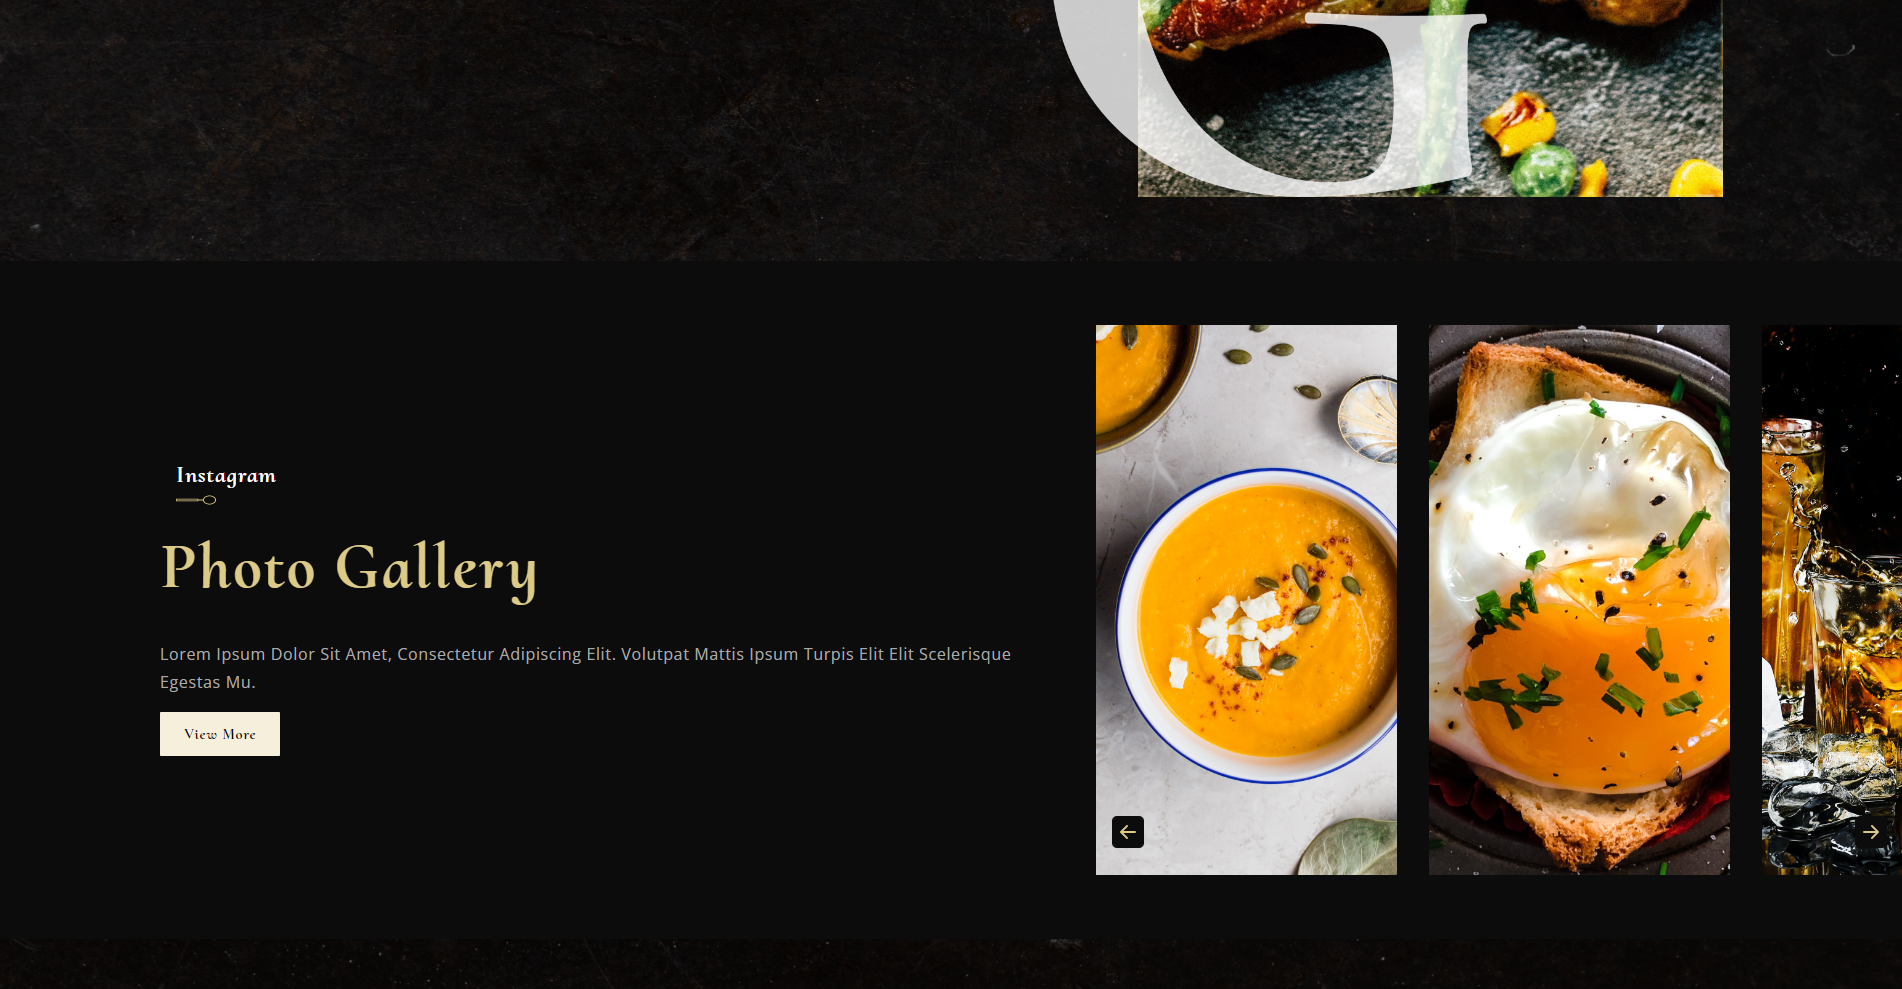 G
Instagram
Photo Gallery
Lorem Ipsum Dolor Sit Amet, Consectetur Adipiscing Elit. Volutpat Mattis Ipsum Turpis Elit Elit Scelerisque
Egestas Mu.
View More